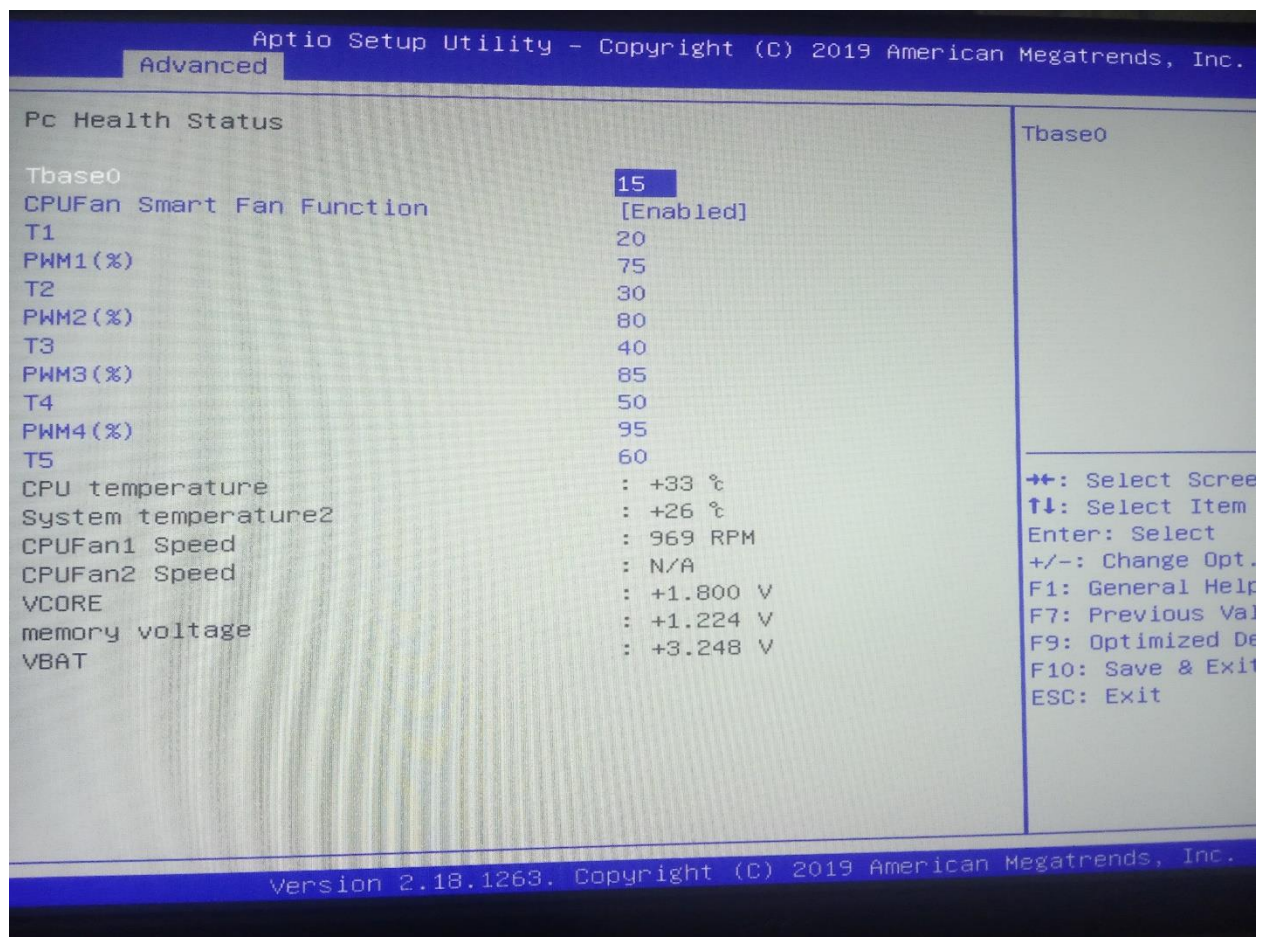 Aptio Setup Utility – Copyright (C) 2019 American Megatrends, Inc.
Advanced
Pc Health Status
Tbase0 15
CPUFan Smart Fan Function [Enabled]
T1 20
PWM1(%) 75
T2 30
PWM2(%) 80
T3 40
PWM3(%) 85
T4 50
PWM4(%) 95
T5 60
CPU temperature : +33 ℃
System temperature2 : +26 ℃
CPUFan1 Speed : 969 RPM
CPUFan2 Speed : N/A
VCORE : +1.800 V
memory voltage : +1.224 V
VBAT : +3.248 V
Tbase0
→←: Select Scree
↑↓: Select Item
Enter: Select
+/-: Change Opt.
F1: General Help
F7: Previous Val
F9: Optimized De
F10: Save & Exit
ESC: Exit
Version 2.18.1263. Copyright (C) 2019 American Megatrends, Inc.